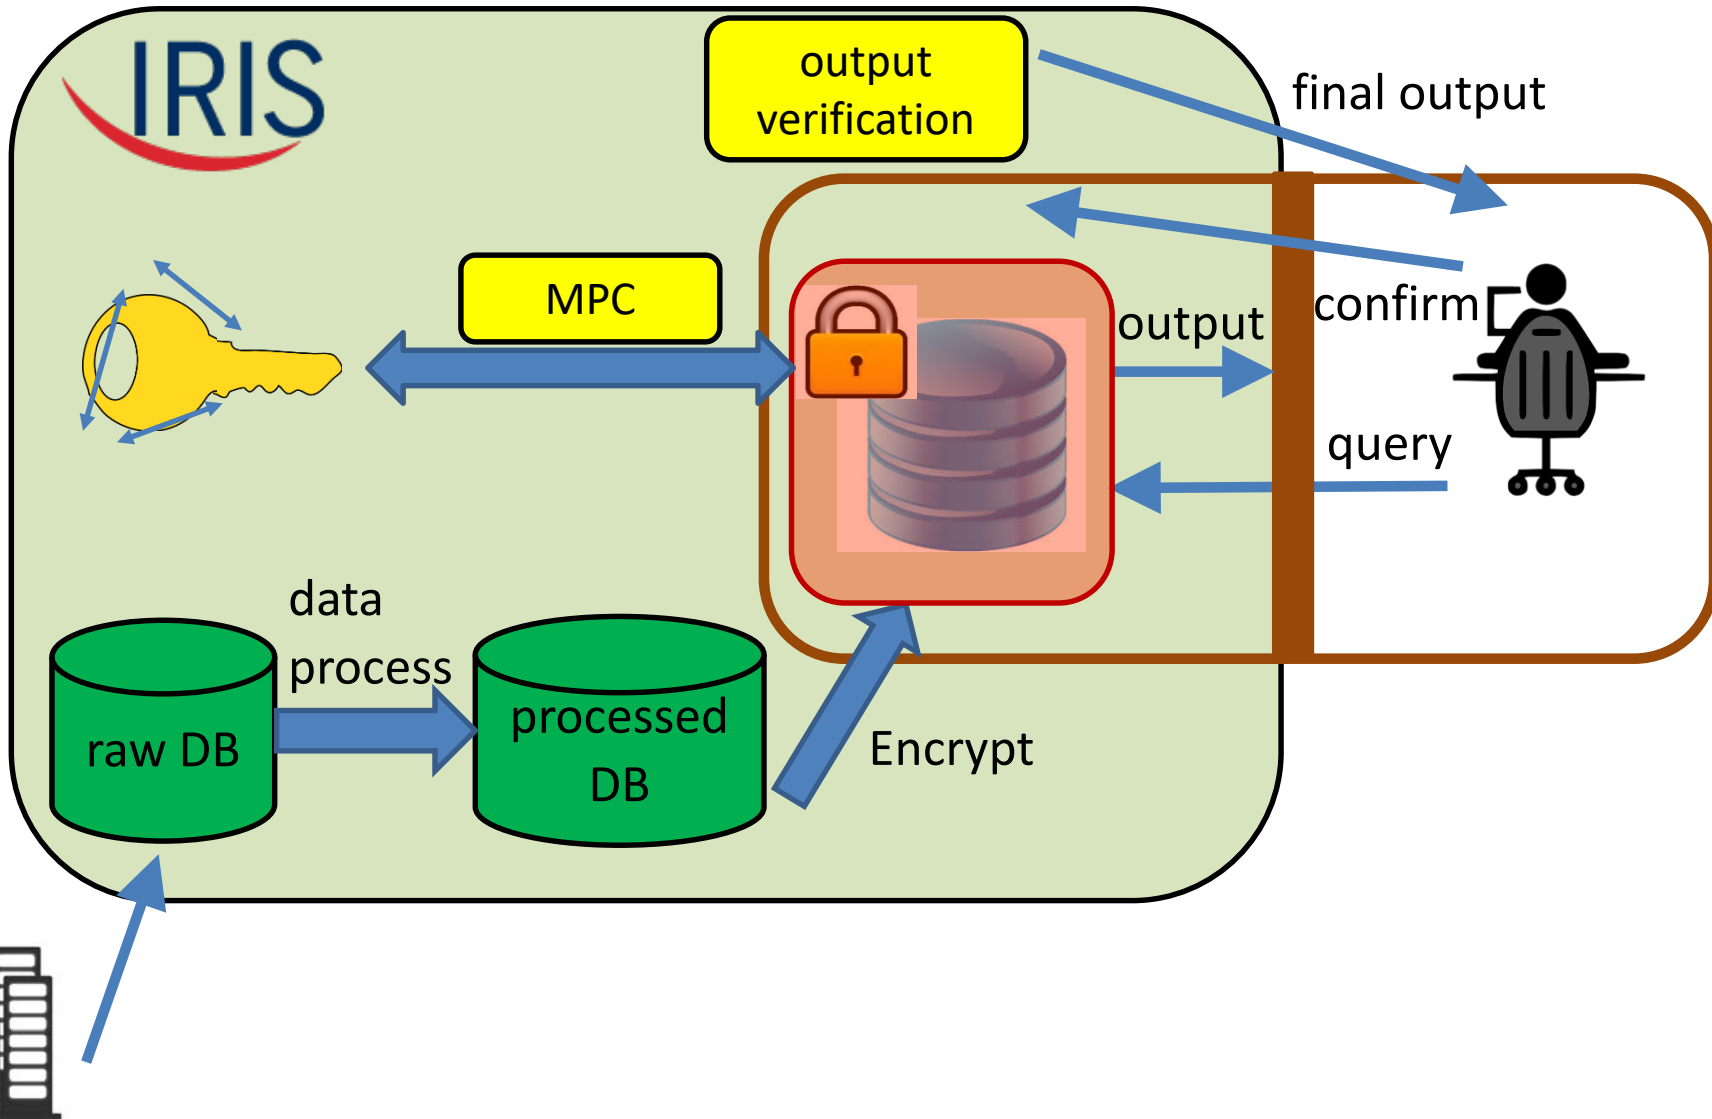 IRIS
output
verification
final output
MPC
output
confirm
query
data
process
raw DB
processed
DB
Encrypt